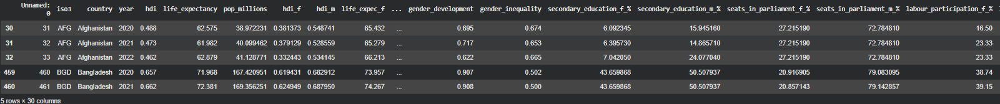 Unnamed: 0 iso3 country year hdi life_expectancy pop_millions hdi_f hdi_m life_expec_f ... gender_development gender_inequality secondary_education_f_% secondary_education_m_% seats_in_parliament_f_% seats_in_parliament_m_% labour_participation_f_%
30 31 AFG Afghanistan 2020 0.488 62.575 38.972231 0.381373 0.548741 65.432 ... 0.695 0.674 6.092345 15.945160 27.215190 72.784810 16.50
31 32 AFG Afghanistan 2021 0.473 61.982 40.099462 0.379129 0.528559 65.279 ... 0.717 0.653 6.395730 14.865710 27.215190 72.784810 23.33
32 33 AFG Afghanistan 2022 0.462 62.879 41.128771 0.332443 0.534145 66.213 ... 0.622 0.665 7.042050 24.077040 27.215190 72.784810 23.33
459 460 BGD Bangladesh 2020 0.657 71.968 167.420951 0.619431 0.682912 73.957 ... 0.907 0.502 43.659868 50.507937 20.916905 79.083095 38.74
460 461 BGD Bangladesh 2021 0.662 72.381 169.356251 0.624949 0.687950 74.267 ... 0.908 0.500 43.659868 50.507937 20.857143 79.142857 39.15
5 rows × 30 columns